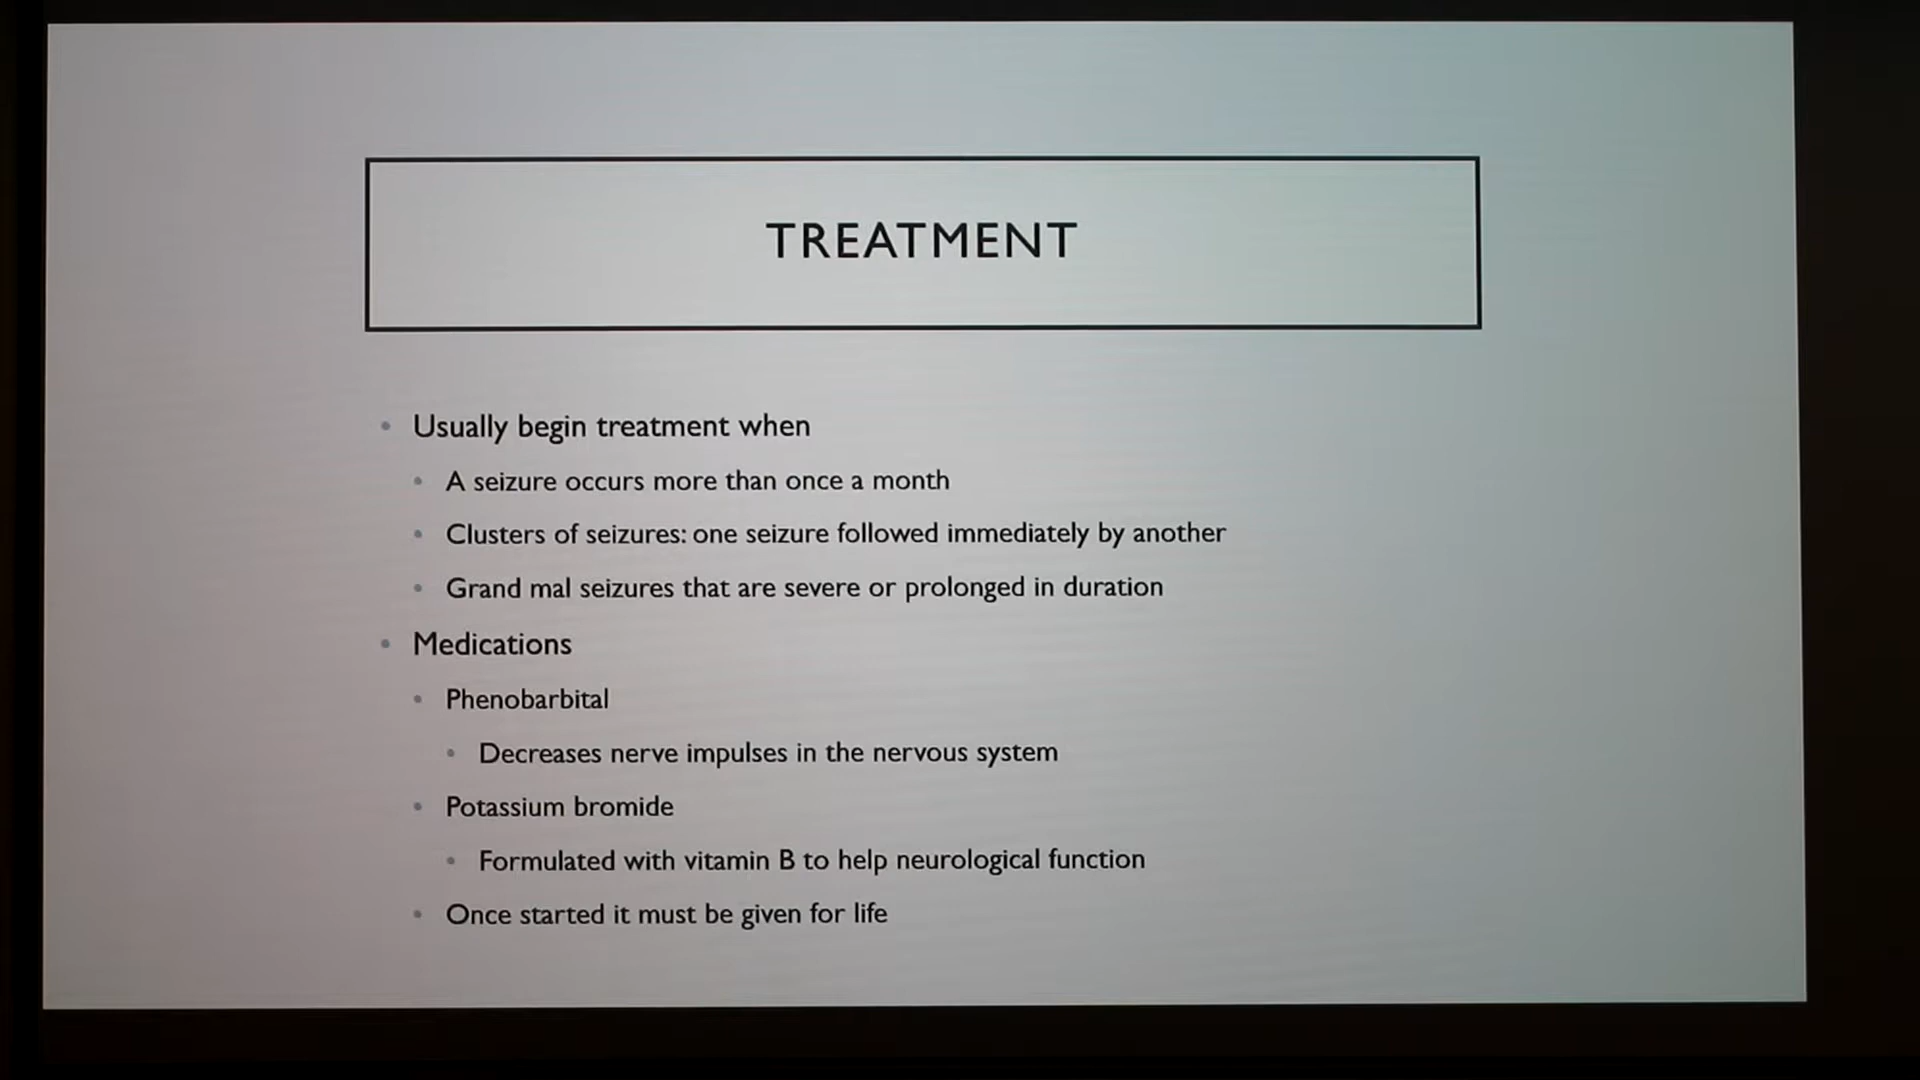 TREATMENT
Usually begin treatment when
A seizure occurs more than once a month
Clusters of seizures: one seizure followed immediately by another
Grand mal seizures that are severe or prolonged in duration
Medications
Phenobarbital
Decreases nerve impulses in the nervous system
Potassium bromide
Formulated with vitamin B to help neurological function
Once started it must be given for life